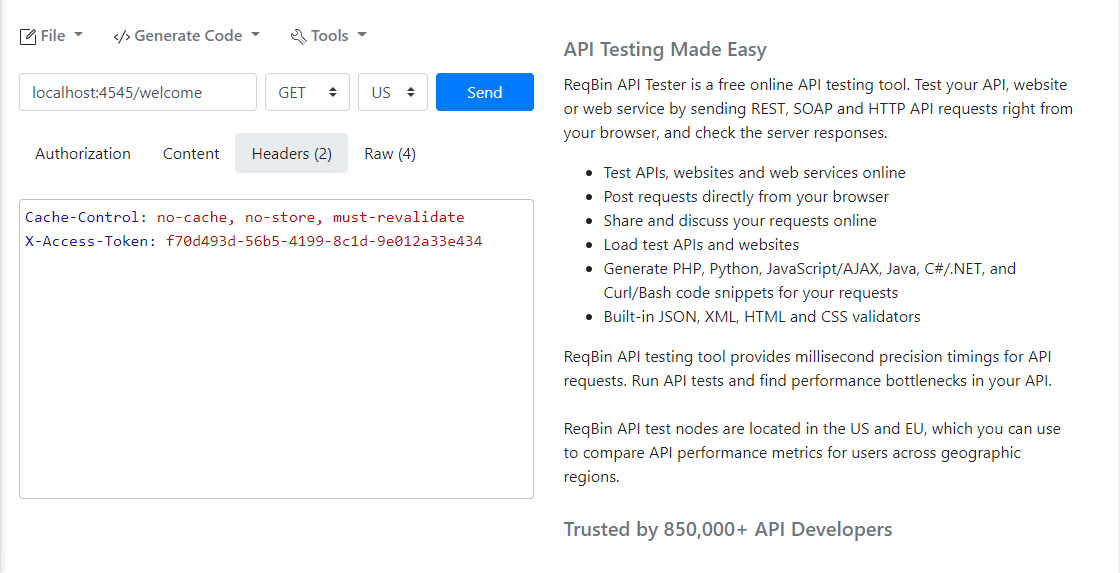 File
Generate Code
Tools
localhost:4545/welcome
GET
US
Send
Authorization
Content
Headers (2)
Raw (4)
Cache-Control: no-cache, no-store, must-revalidate
X-Access-Token: f70d493d-56b5-4199-8c1d-9e012a33e434
API Testing Made Easy
ReqBin API Tester is a free online API testing tool. Test your API, website
or web service by sending REST, SOAP and HTTP API requests right from
your browser, and check the server responses.
Test APIs, websites and web services online
Post requests directly from your browser
Share and discuss your requests online
Load test APIs and websites
Generate PHP, Python, JavaScript/AJAX, Java, C#/.NET, and
Curl/Bash code snippets for your requests
Built-in JSON, XML, HTML and CSS validators
ReqBin API testing tool provides millisecond precision timings for API
requests. Run API tests and find performance bottlenecks in your API.
ReqBin API test nodes are located in the US and EU, which you can use
to compare API performance metrics for users across geographic
regions.
Trusted by 850,000+ API Developers